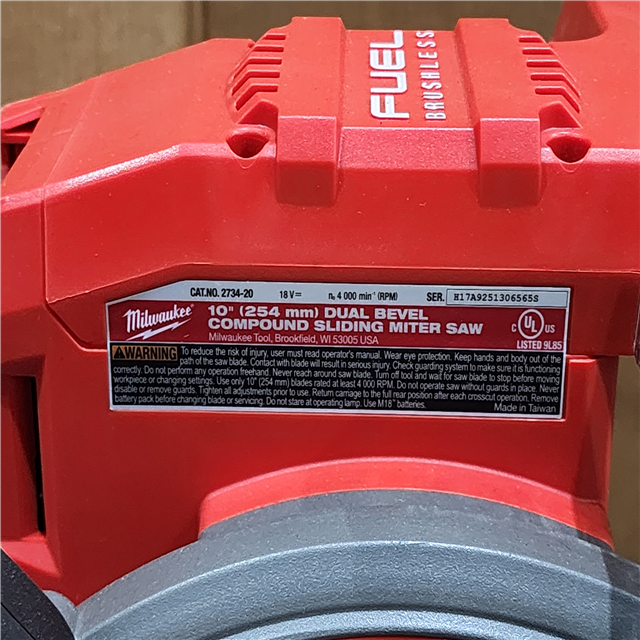 FUEL
BRUSHLESS
CAT.NO. 2734-20 18 V⎓ n₀ 4 000 min⁻¹ (RPM) SER. H17A9251306565S
Milwaukee
10" (254 mm) DUAL BEVEL
COMPOUND SLIDING MITER SAW
Milwaukee Tool, Brookfield, WI 53005 USA
C UL US
LISTED 9L85
WARNING To reduce the risk of injury, user must read operator's manual. Wear eye protection. Keep hands and body out of the
path of the saw blade. Contact with blade will result in serious injury. Check guarding system to make sure it is functioning
correctly. Do not perform any operation freehand. Never reach around saw blade. Turn off tool and wait for saw blade to stop before moving
workpiece or changing settings. Use only 10" (254 mm) blades rated at least 4 000 RPM. Do not operate saw without guards in place. Never
disable or remove guards. Tighten all adjustments prior to use. Return carriage to the full rear position after each crosscut operation. Remove
battery pack before changing blade or servicing. Do not stare at operating lamp. Use M18™ batteries. Made in Taiwan